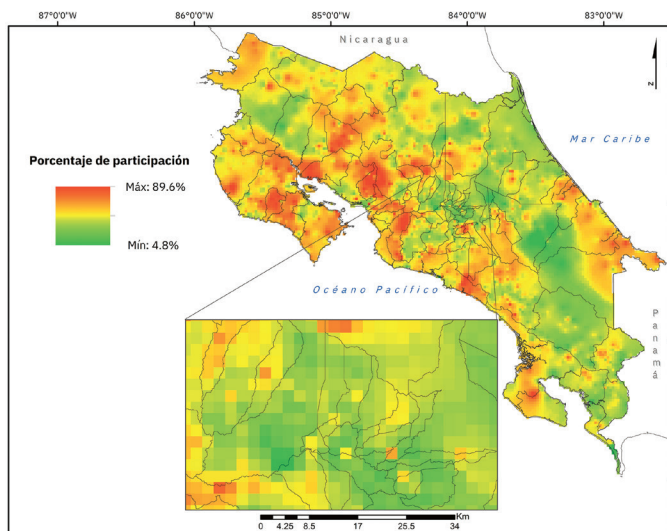 87°0'0"W 86°0'0"W 85°0'0"W 84°0'0"W 83°0'0"W
Nicaragua
Z
Mar Caribe
Porcentaje de participación
Máx: 89.6%
Mín: 4.8%
Océano Pacífico
Panamá
Km
0 4.25 8.5 17 25.5 34